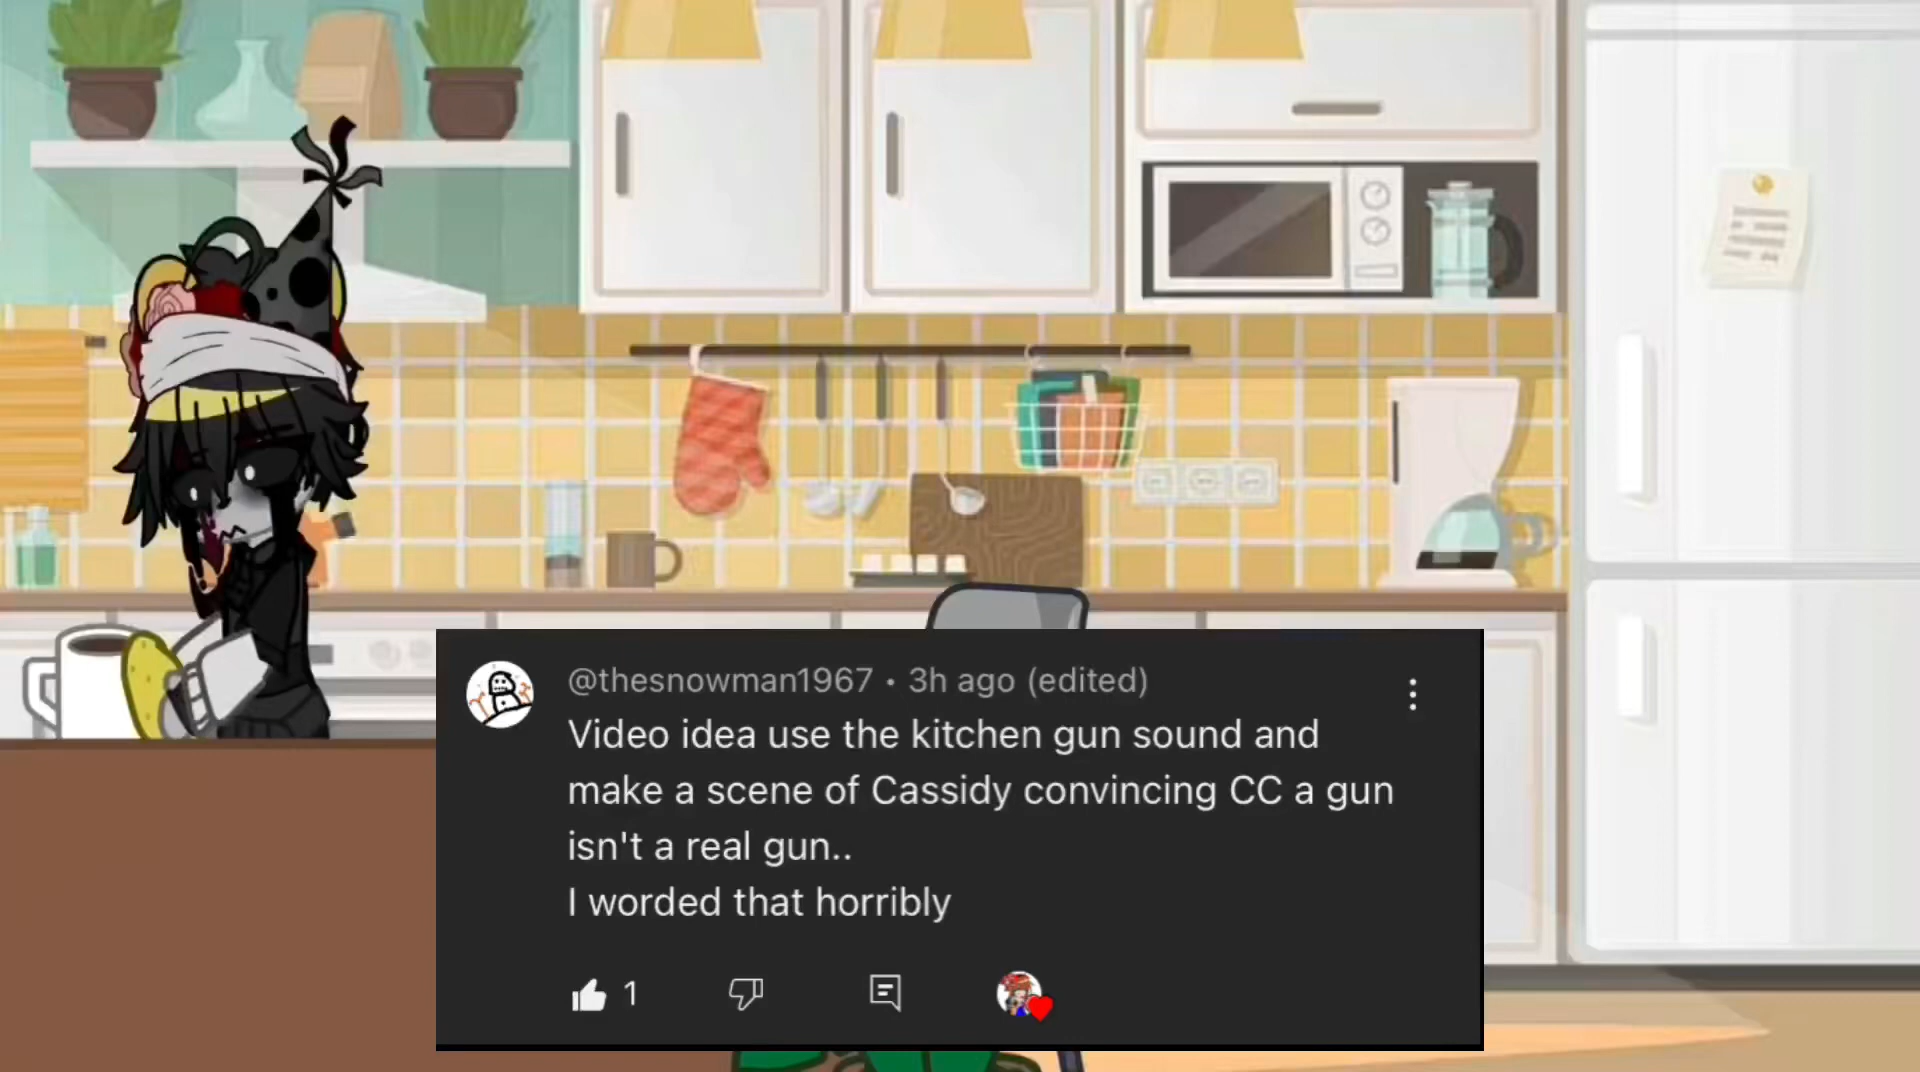 @thesnowman1967 • 3h ago (edited)
Video idea use the kitchen gun sound and
make a scene of Cassidy convincing CC a gun
isn't a real gun..
I worded that horribly
1